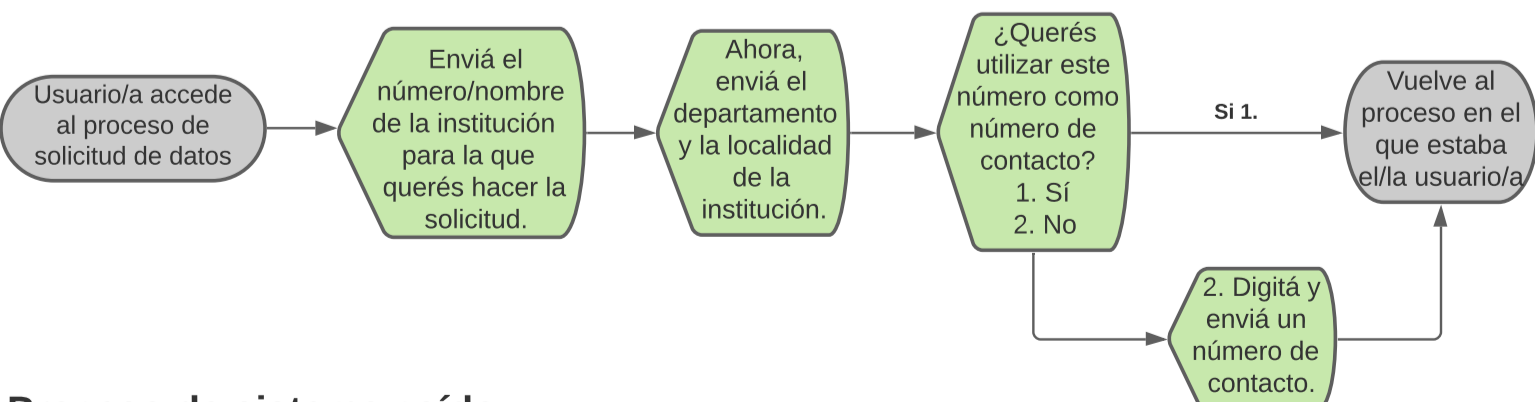 Usuario/a accede
al proceso de
solicitud de datos
Enviá el
número/nombre
de la institución
para la que
querés hacer la
solicitud.
Ahora,
enviá el
departamento
y la localidad
de la
institución.
¿Querés
utilizar este
número como
número de
contacto?
1. Sí
2. No
Si 1.
Vuelve al
proceso en el
que estaba
el/la usuario/a
2. Digitá y
enviá un
número de
contacto.